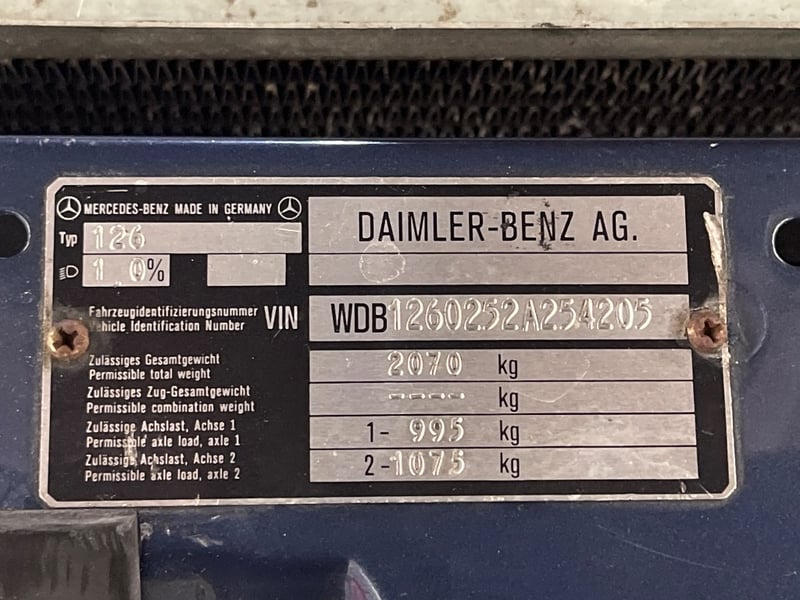 MERCEDES-BENZ MADE IN GERMANY
Typ 126
1.0%
DAIMLER-BENZ AG.
Fahrzeugidentifizierungsnummer
Vehicle Identification Number
VIN WDB1260252A254205
Zulässiges Gesamtgewicht
Permissible total weight
2070 kg
Zulässiges Zug-Gesamtgewicht
Permissible combination weight
---- kg
Zulässige Achslast, Achse 1
Permissible axle load, axle 1
1- 995 kg
Zulässige Achslast, Achse 2
Permissible axle load, axle 2
2-1075 kg